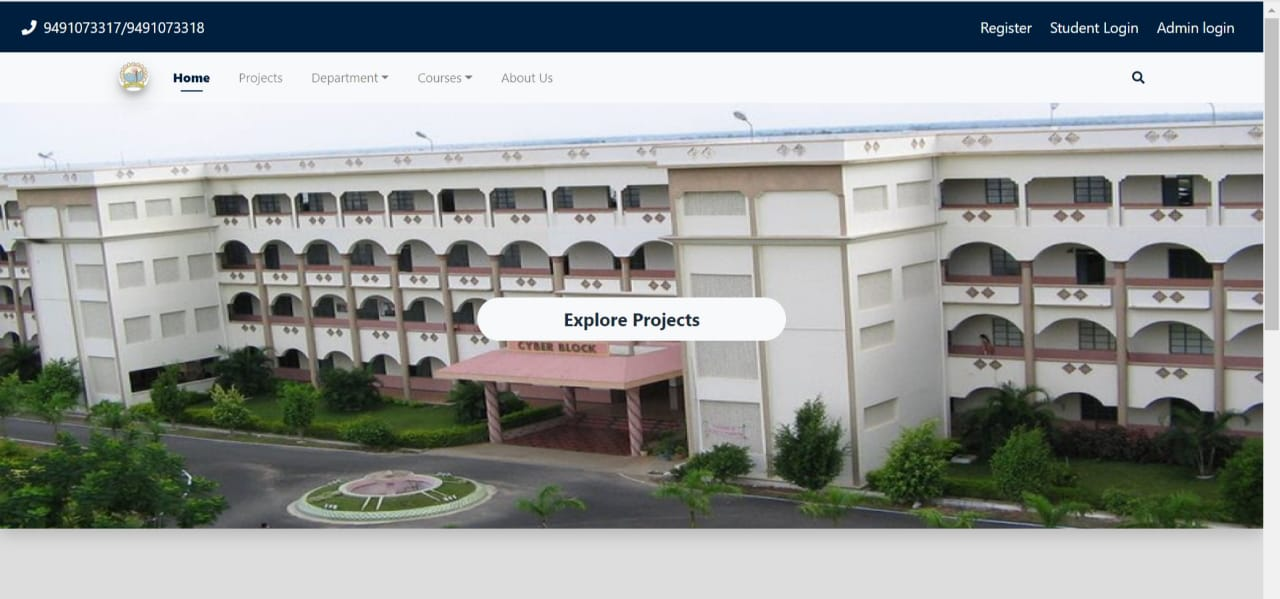 9491073317/9491073318 Register Student Login Admin login
Home Projects Department Courses About Us
Explore Projects
CYBER BLOCK